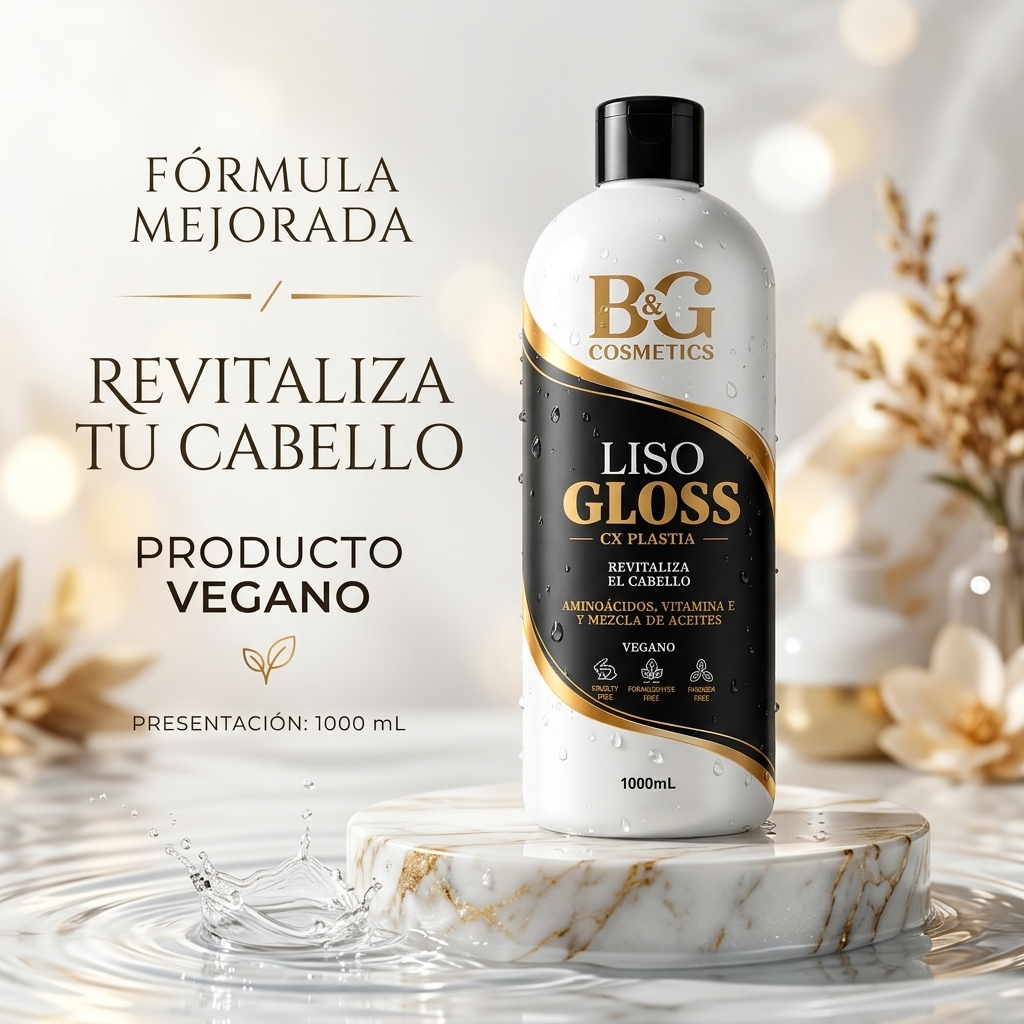 FÓRMULA
MEJORADA
REVITALIZA
TU CABELLO
PRODUCTO
VEGANO
PRESENTACIÓN: 1000 mL
B&G
COSMETICS
LISO
GLOSS
CX PLASTIA
REVITALIZA
EL CABELLO
AMINOÁCIDOS, VITAMINA E
Y MEZCLA DE ACEITES
VEGANO
FREE
FREE
1000mL